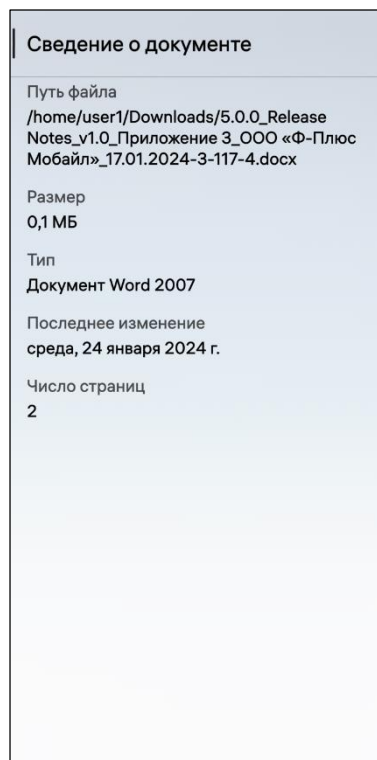 Сведение о документе
Путь файла
/home/user1/Downloads/5.0.0_Release
Notes_v1.0_Приложение 3_ООО «Ф-Плюс
Мобайл»_17.01.2024-3-117-4.docx
Размер
0,1 МБ
Тип
Документ Word 2007
Последнее изменение
среда, 24 января 2024 г.
Число страниц
2